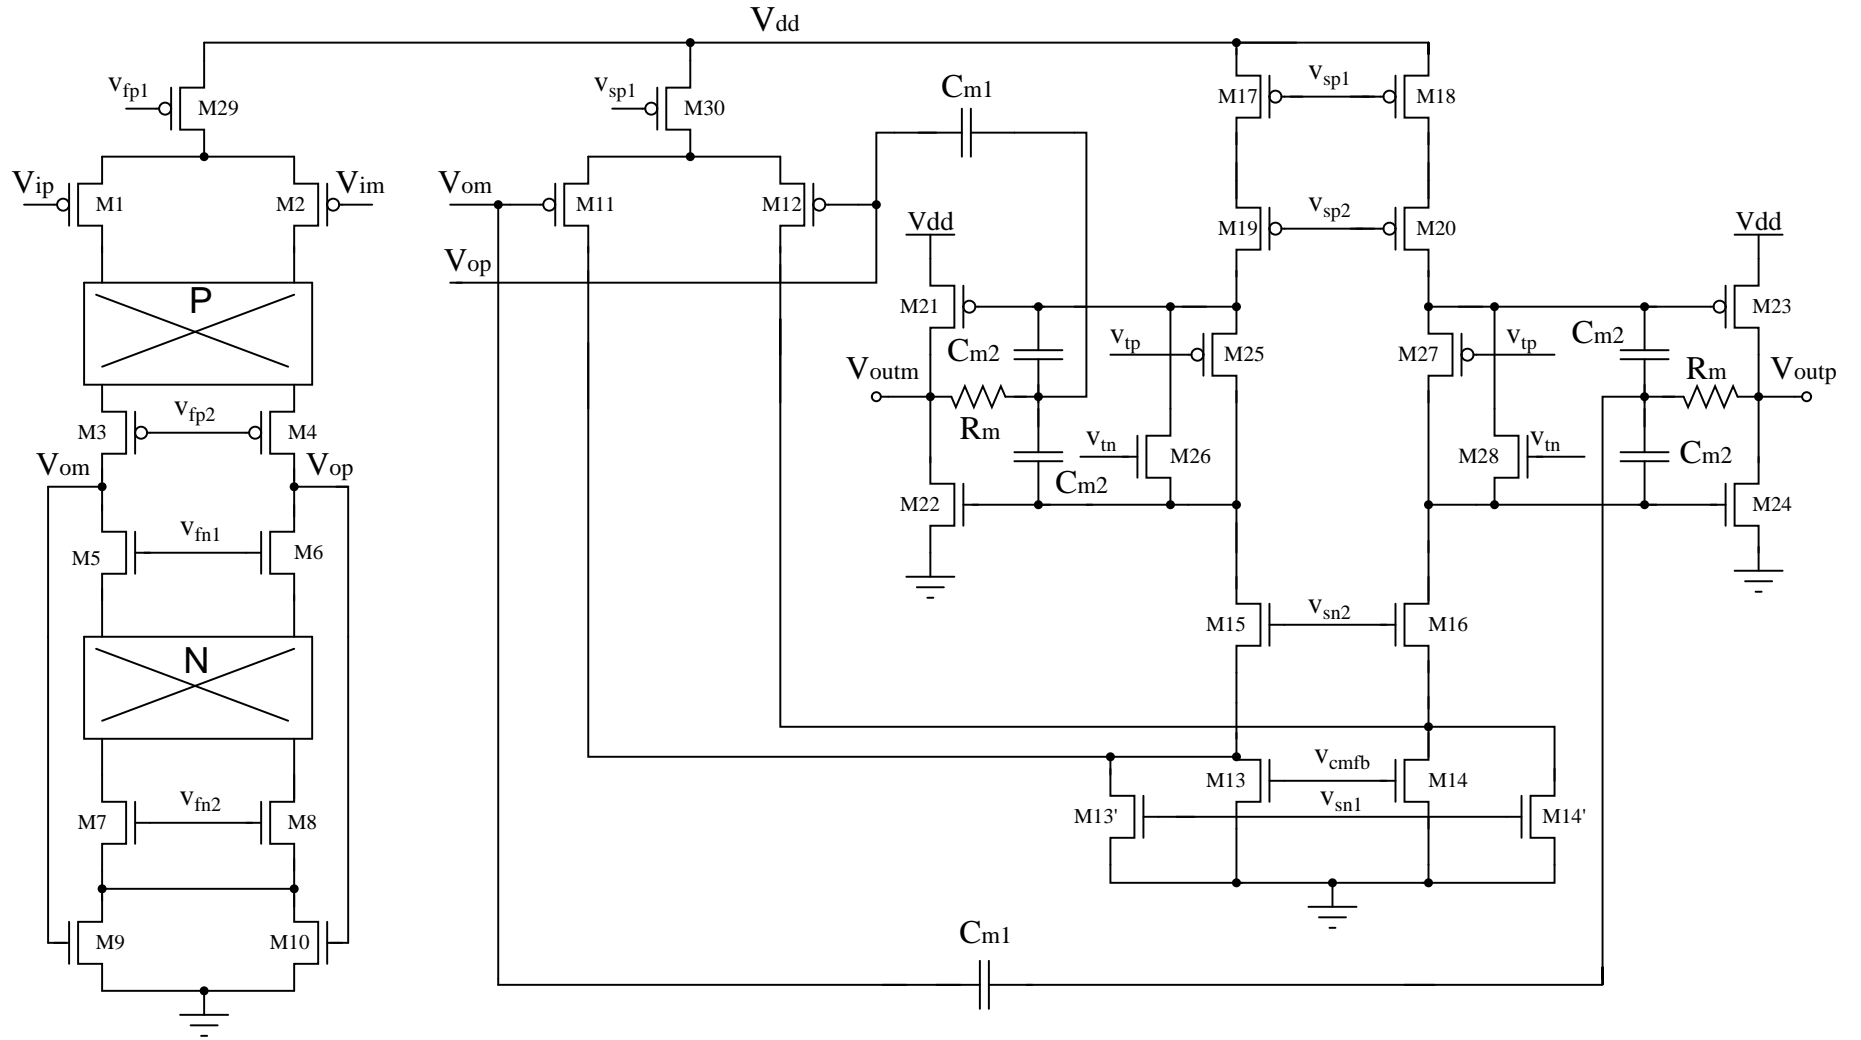 Vdd
vfp1
M29
vsp1
M30
Cm1
M17
vsp1
M18
Vip
M1
M2
Vim
Vom
M11
M12
M19
vsp2
M20
Vop
Vdd
Vdd
P
M21
Cm2
vtp
M25
M27
vtp
Cm2
M23
Voutm
Rm
Rm
Voutp
M3
vfp2
M4
Vom
Vop
vtn
M26
M28
vtn
Cm2
Cm2
M22
M24
M5
vfn1
M6
M15
vsn2
M16
N
M13
vcmfb
M14
vsn1
M13'
M14'
M7
vfn2
M8
M9
M10
Cm1